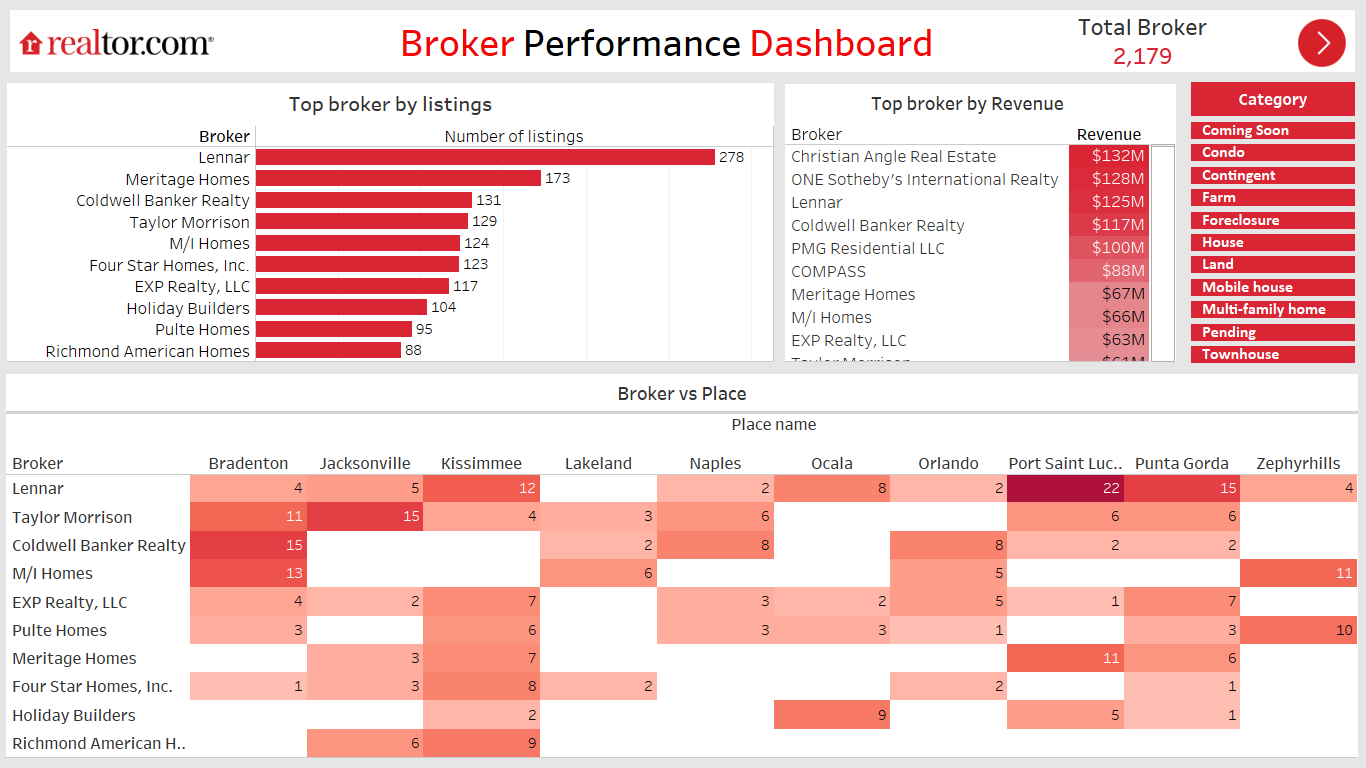 realtor.com®
Broker Performance Dashboard
Total Broker
2,179
Top broker by listings
Broker Number of listings
Lennar 278
Meritage Homes 173
Coldwell Banker Realty 131
Taylor Morrison 129
M/I Homes 124
Four Star Homes, Inc. 123
EXP Realty, LLC 117
Holiday Builders 104
Pulte Homes 95
Richmond American Homes 88
Top broker by Revenue
Broker Revenue
Christian Angle Real Estate $132M
ONE Sotheby's International Realty $128M
Lennar $125M
Coldwell Banker Realty $117M
PMG Residential LLC $100M
COMPASS $88M
Meritage Homes $67M
M/I Homes $66M
EXP Realty, LLC $63M
Taylor Morrison $61M
Category
Coming Soon
Condo
Contingent
Farm
Foreclosure
House
Land
Mobile house
Multi-family home
Pending
Townhouse
Broker vs Place
Place name
Broker Bradenton Jacksonville Kissimmee Lakeland Naples Ocala Orlando Port Saint Luc.. Punta Gorda Zephyrhills
Lennar 4 5 12 2 8 2 22 15 4
Taylor Morrison 11 15 4 3 6 6 6
Coldwell Banker Realty 15 2 8 8 2 2
M/I Homes 13 6 5 11
EXP Realty, LLC 4 2 7 3 2 5 1 7
Pulte Homes 3 6 3 3 1 3 10
Meritage Homes 3 7 11 6
Four Star Homes, Inc. 1 3 8 2 2 1
Holiday Builders 2 9 5 1
Richmond American H.. 6 9